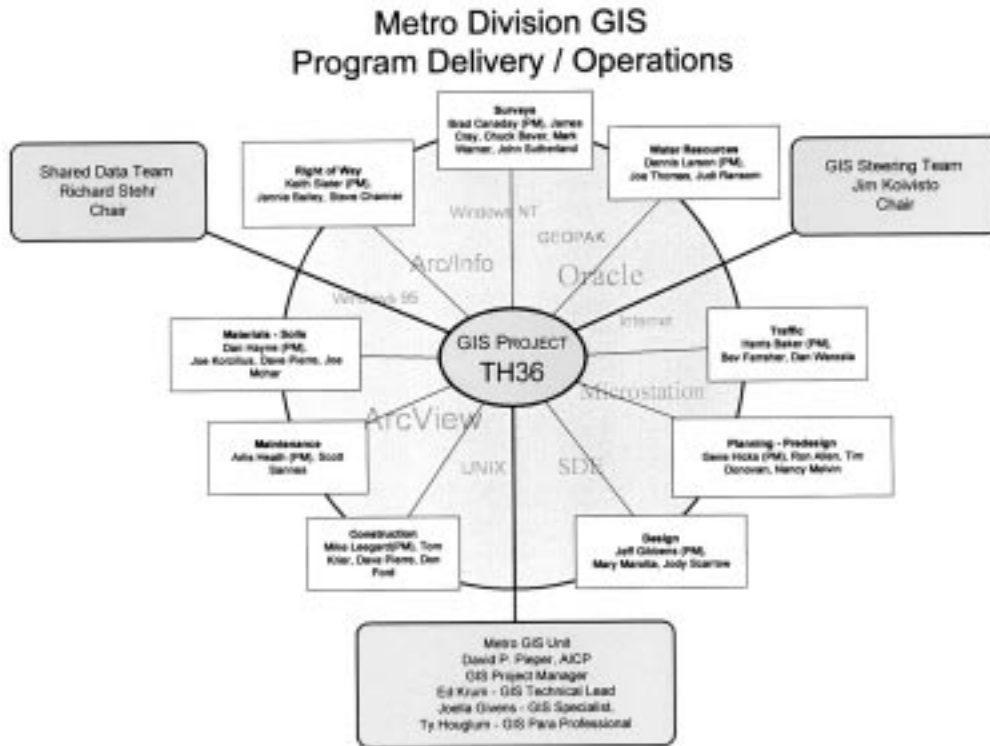 Metro Division GIS
Program Delivery / Operations
Surveys
Brad Canaday (PM), James
Cray, Chuck Bever, Mark
Warner, John Sutherland
Water Resources
Dennis Larson (PM),
Joe Thomas, Judi Ransom
Right of Way
Keith Slater (PM),
Jannie Bailey, Steve Channer
Shared Data Team
Richard Stehr
Chair
GIS Steering Team
Jim Koivisto
Chair
Windows NT
GEOPAK
Arc/Info
Oracle
Windows 95
Internet
Materials - Soils
Dan Hayne (PM),
Joe Korzilius, Dave Pierre, Joe
GIS PROJECT
TH36
Traffic
Harris Baker (PM),
Bev Farraher, Dan
Microstation
ArcView
Maintenance
Arlis Heath (PM), Scott
Planning - Predesign
Gene Hicks (PM), Ron Allen, Tim
Donovan, Nancy Melvin
UNIX
SDE
Construction
Mike Leegard(PM), Tom
Krier, Dave Pierre, Don
Ford
Design
Jeff Gibbens (PM),
Mary Jody Scarrow
Metro GIS Unit
David P. Pieper, AICP
GIS Project Manager
Ed Krum - GIS Technical Lead
Joella Givens - GIS Specialist.
Ty Houglum - GIS Para Professional